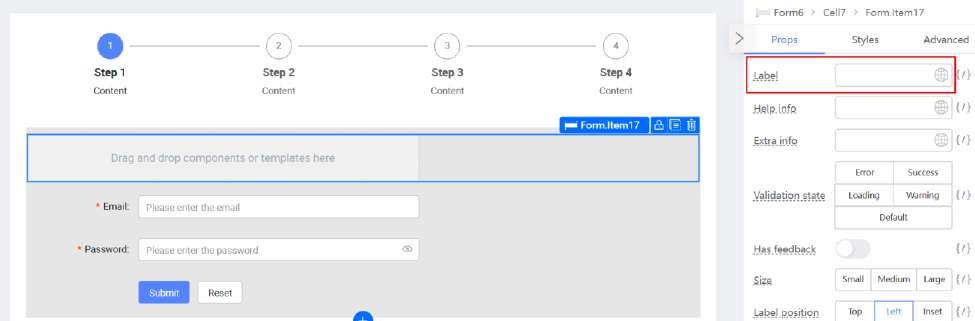 Form6 > Cell7 > Form.Item17
Props Styles Advanced
1 2 3 4
Step 1 Step 2 Step 3 Step 4
Content Content Content Content
Label {/}
Help info {/}
Extra info {/}
Form.Item17
Drag and drop components or templates here
Error Success
Validation state Loading Warning {/}
Default
* Email: Please enter the email
* Password: Please enter the password
Has feedback {/}
Submit Reset
Size Small Medium Large {/}
Label position Top Left Inset {/}